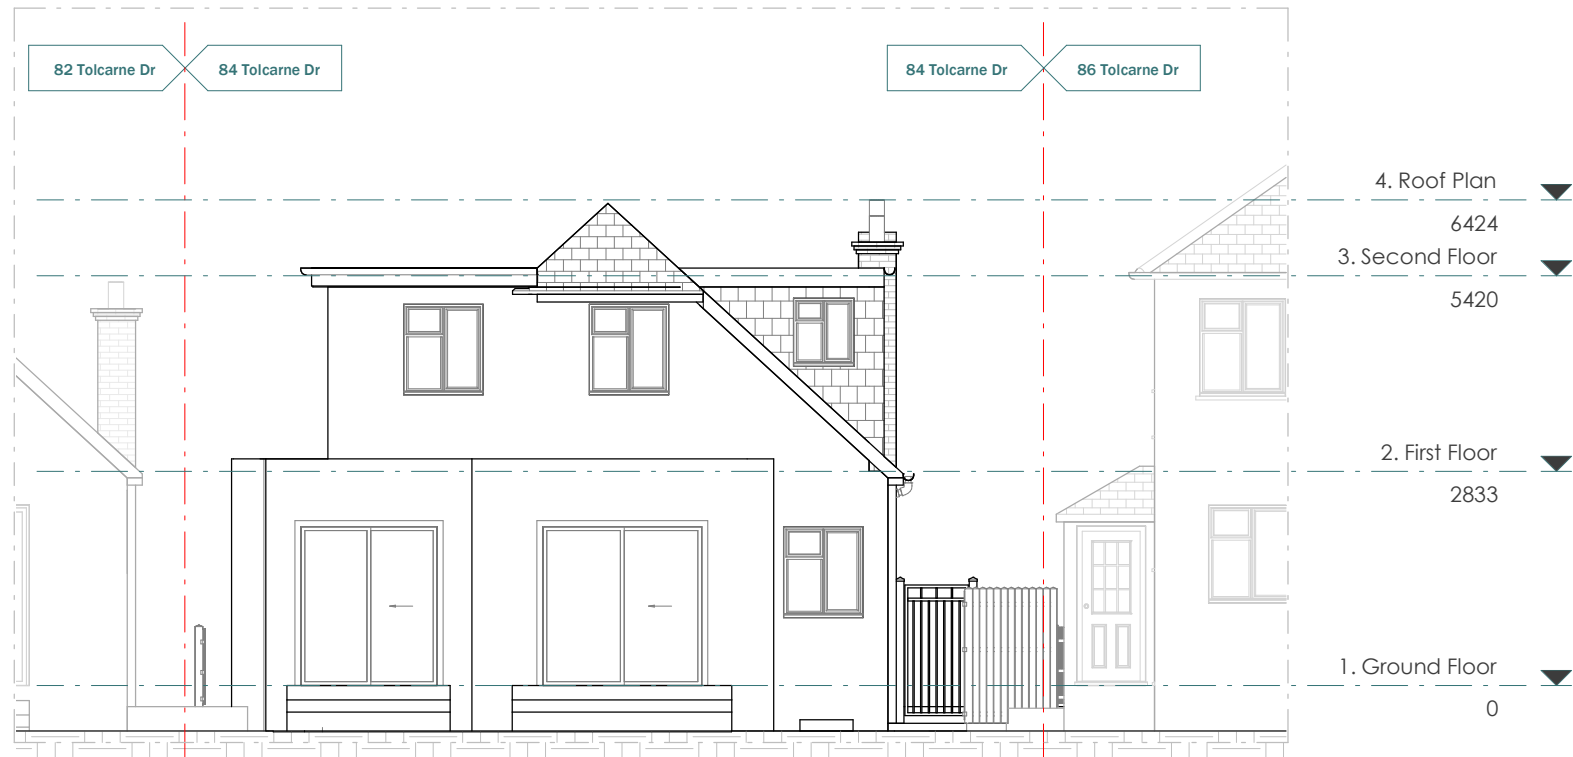 82 Tolcarne Dr
84 Tolcarne Dr
84 Tolcarne Dr
86 Tolcarne Dr
4. Roof Plan
6424
3. Second Floor
5420
2. First Floor
2833
1. Ground Floor
0